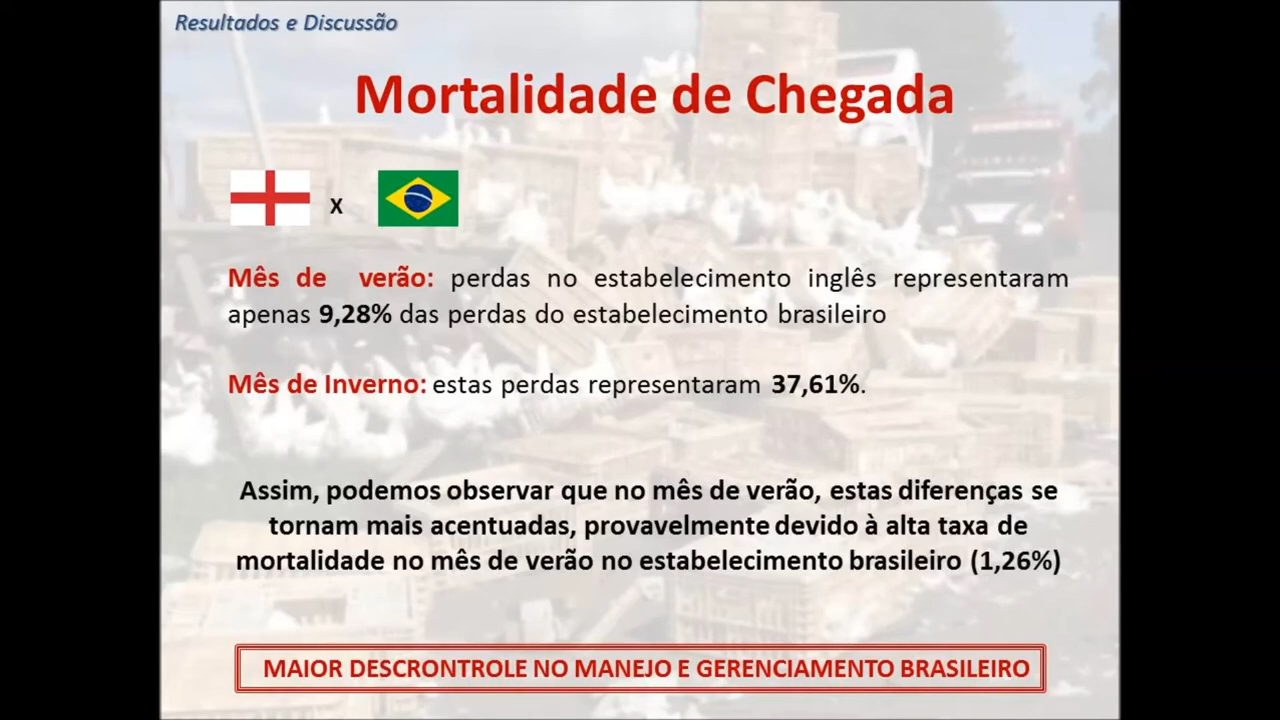 Resultados e Discussão
Mortalidade de Chegada
x
Mês de verão: perdas no estabelecimento inglês representaram
apenas 9,28% das perdas do estabelecimento brasileiro
Mês de Inverno: estas perdas representaram 37,61%.
Assim, podemos observar que no mês de verão, estas diferenças se
tornam mais acentuadas, provavelmente devido à alta taxa de
mortalidade no mês de verão no estabelecimento brasileiro (1,26%)
MAIOR DESCRONTROLE NO MANEJO E GERENCIAMENTO BRASILEIRO